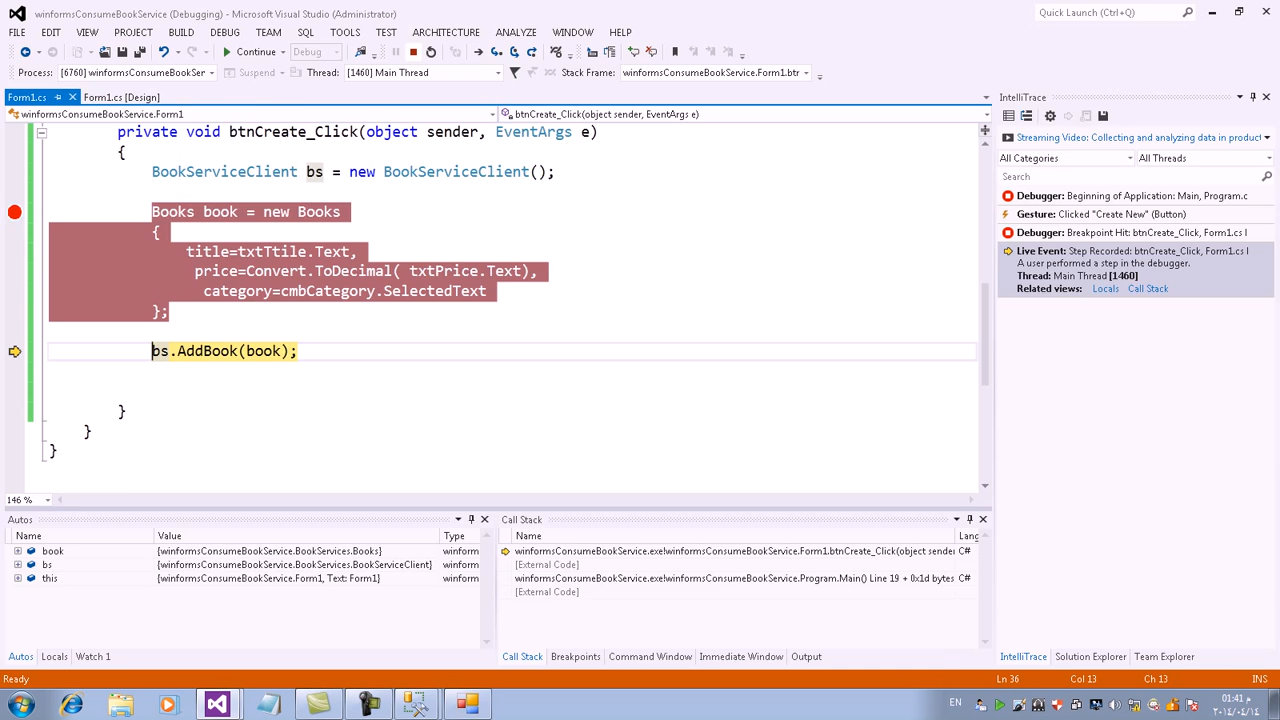 winformsConsumeBookService (Debugging) - Microsoft Visual Studio (Administrator)
Quick Launch (Ctrl+Q)
FILE EDIT VIEW PROJECT BUILD DEBUG TEAM SQL TOOLS TEST ARCHITECTURE ANALYZE WINDOW HELP
Continue Debug
Process: [6760] winformsConsumeBookSer Suspend Thread: [1460] Main Thread Stack Frame: winformsConsumeBookService.Form1.btr
Form1.cs Form1.cs [Design]
winformsConsumeBookService.Form1 btnCreate_Click(object sender, EventArgs e)
private void btnCreate_Click(object sender, EventArgs e)
{
BookServiceClient bs = new BookServiceClient();
Books book = new Books
{
title=txtTtile.Text,
price=Convert.ToDecimal( txtPrice.Text),
category=cmbCategory.SelectedText
};
bs.AddBook(book);
}
}
}
146 %
IntelliTrace
Streaming Video: Collecting and analyzing data in product
All Categories All Threads
Search
Debugger: Beginning of Application: Main, Program.c
Gesture: Clicked "Create New" (Button)
Debugger: Breakpoint Hit: btnCreate_Click, Form1.cs l
Live Event: Step Recorded: btnCreate_Click, Form1.cs l
A user performed a step in the debugger.
Thread: Main Thread [1460]
Related views: Locals Call Stack
Autos
Name Value Type
book {winformsConsumeBookService.BookServices.Books} winform
bs {winformsConsumeBookService.BookServices.BookServiceClient} winform
this {winformsConsumeBookService.Form1, Text: Form1} winform
Autos Locals Watch 1
Call Stack
Name Lang
winformsConsumeBookService.exe!winformsConsumeBookService.Form1.btnCreate_Click(object sende C#
[External Code]
winformsConsumeBookService.exe!winformsConsumeBookService.Program.Main() Line 19 + 0x1d bytes C#
[External Code]
Call Stack Breakpoints Command Window Immediate Window Output
IntelliTrace Solution Explorer Team Explorer
Ready Ln 36 Col 13 Ch 13 INS
EN
01:41 م
٢٠١٤/٠٤/١٤